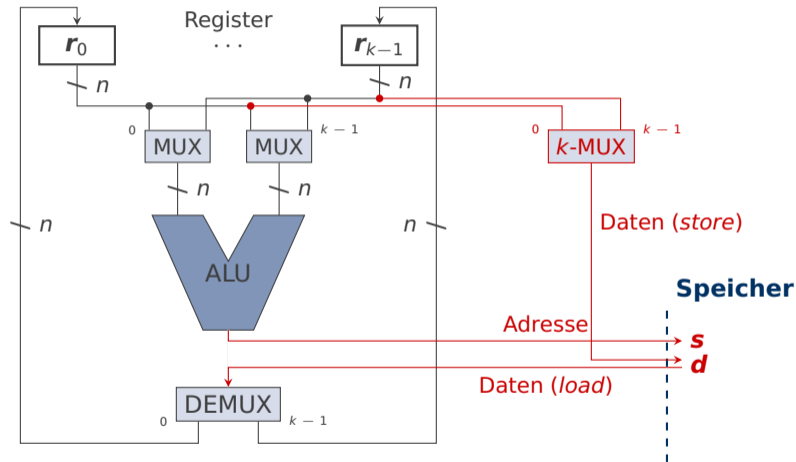 Register
r₀
. . .
rₖ₋₁
n
n
0
MUX
MUX
k − 1
0
k-MUX
k − 1
n
n
n
n
Daten (store)
ALU
Speicher
Adresse
s
d
Daten (load)
DEMUX
0
k − 1